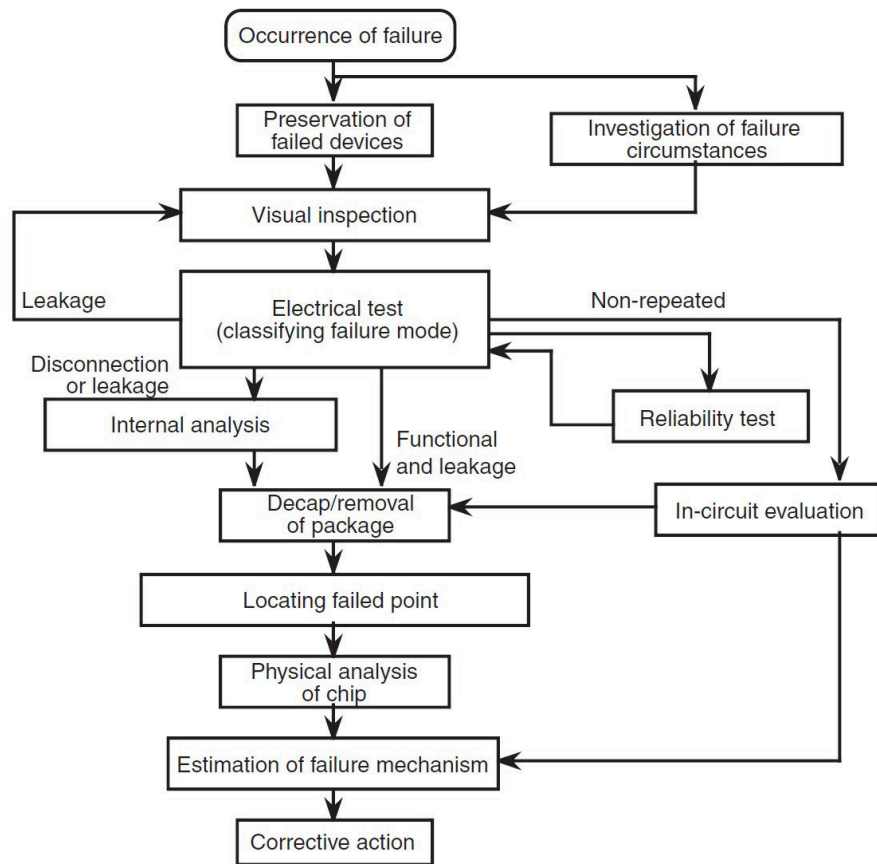 Occurrence of failure
Preservation of
failed devices
Investigation of failure
circumstances
Visual inspection
Leakage
Electrical test
(classifying failure mode)
Non-repeated
Disconnection
or leakage
Internal analysis
Reliability test
Functional
and leakage
Decap/removal
of package
In-circuit evaluation
Locating failed point
Physical analysis
of chip
Estimation of failure mechanism
Corrective action